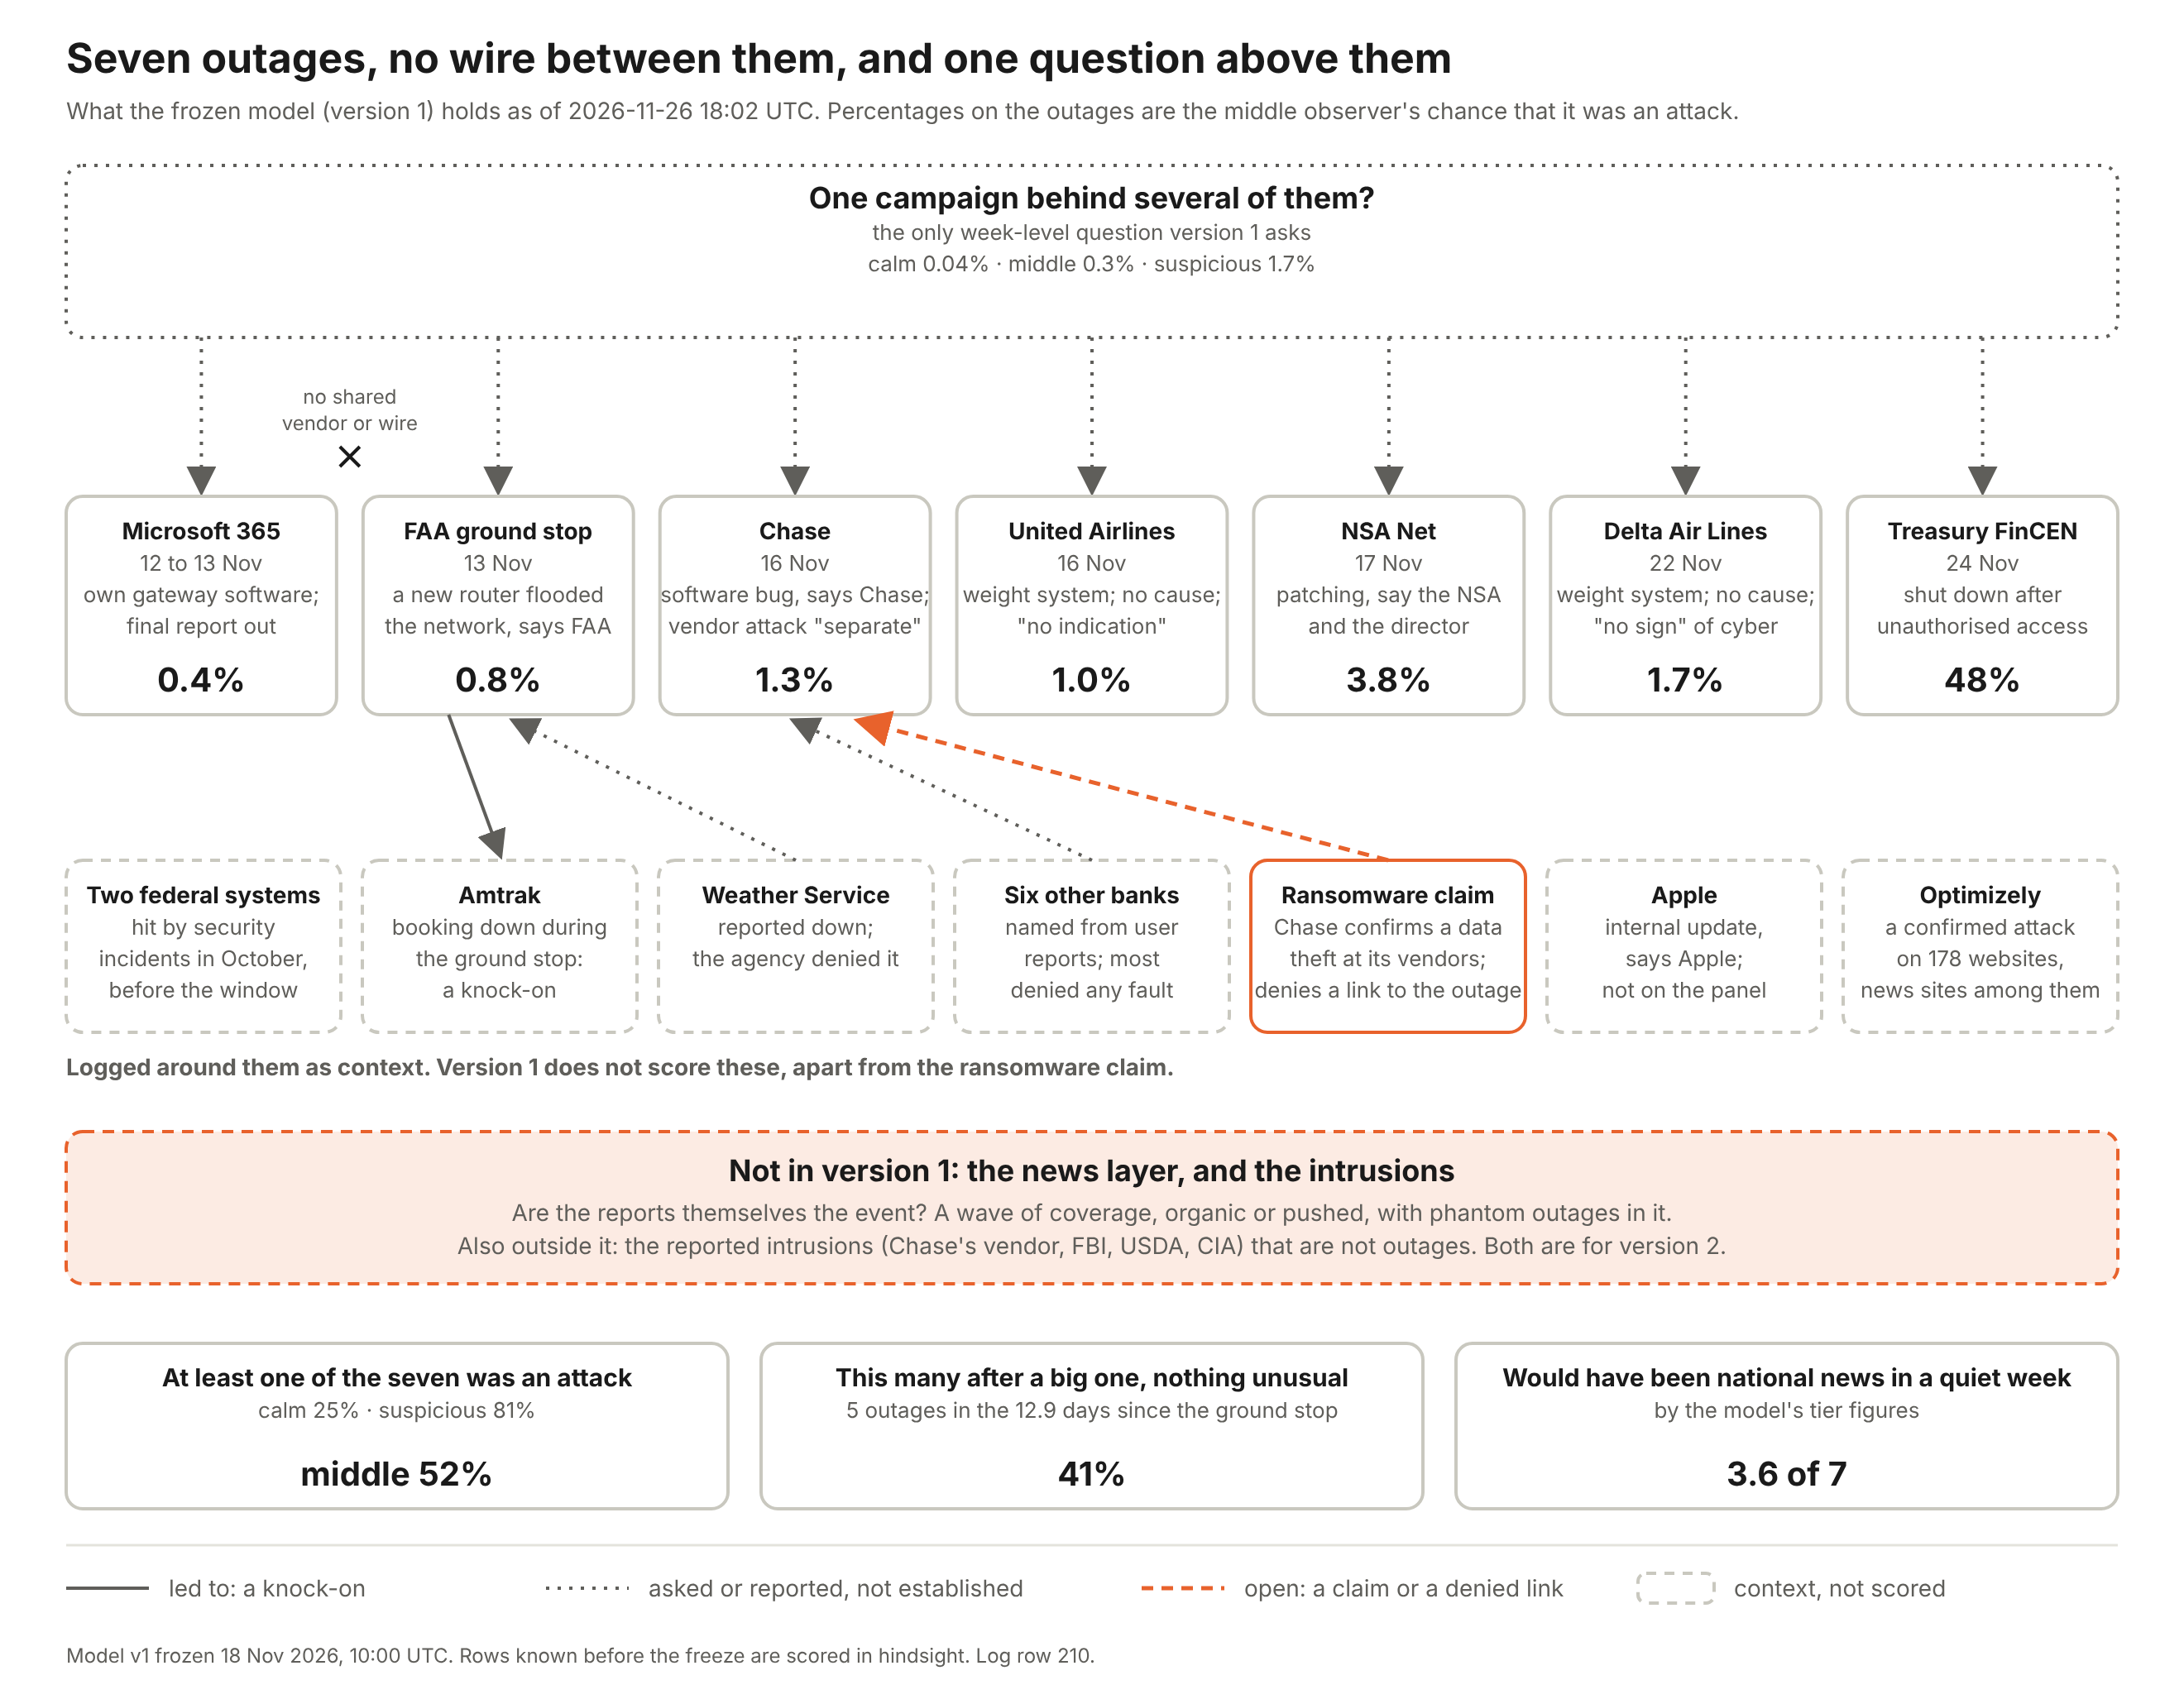 Seven outages, no wire between them, and one question above them
What the frozen model (version 1) holds as of 2026-11-26 18:02 UTC. Percentages on the outages are the middle observer's chance that it was an attack.
One campaign behind several of them?
the only week-level question version 1 asks
calm 0.04% · middle 0.3% · suspicious 1.7%
no shared
vendor or wire
Microsoft 365
12 to 13 Nov
own gateway software;
final report out
0.4%
FAA ground stop
13 Nov
a new router flooded
the network, says FAA
0.8%
Chase
16 Nov
software bug, says Chase;
vendor attack "separate"
1.3%
United Airlines
16 Nov
weight system; no cause;
"no indication"
1.0%
NSA Net
17 Nov
patching, say the NSA
and the director
3.8%
Delta Air Lines
22 Nov
weight system; no cause;
"no sign" of cyber
1.7%
Treasury FinCEN
24 Nov
shut down after
unauthorised access
48%
Two federal systems
hit by security
incidents in October,
before the window
Amtrak
booking down during
the ground stop:
a knock-on
Weather Service
reported down;
the agency denied it
Six other banks
named from user
reports; most
denied any fault
Ransomware claim
Chase confirms a data
theft at its vendors;
denies a link to the outage
Apple
internal update,
says Apple;
not on the panel
Optimizely
a confirmed attack
on 178 websites,
news sites among them
Logged around them as context. Version 1 does not score these, apart from the ransomware claim.
Not in version 1: the news layer, and the intrusions
Are the reports themselves the event? A wave of coverage, organic or pushed, with phantom outages in it.
Also outside it: the reported intrusions (Chase's vendor, FBI, USDA, CIA) that are not outages. Both are for version 2.
At least one of the seven was an attack
calm 25% · suspicious 81%
middle 52%
This many after a big one, nothing unusual
5 outages in the 12.9 days since the ground stop
41%
Would have been national news in a quiet week
by the model's tier figures
3.6 of 7
led to: a knock-on
asked or reported, not established
open: a claim or a denied link
context, not scored
Model v1 frozen 18 Nov 2026, 10:00 UTC. Rows known before the freeze are scored in hindsight. Log row 210.